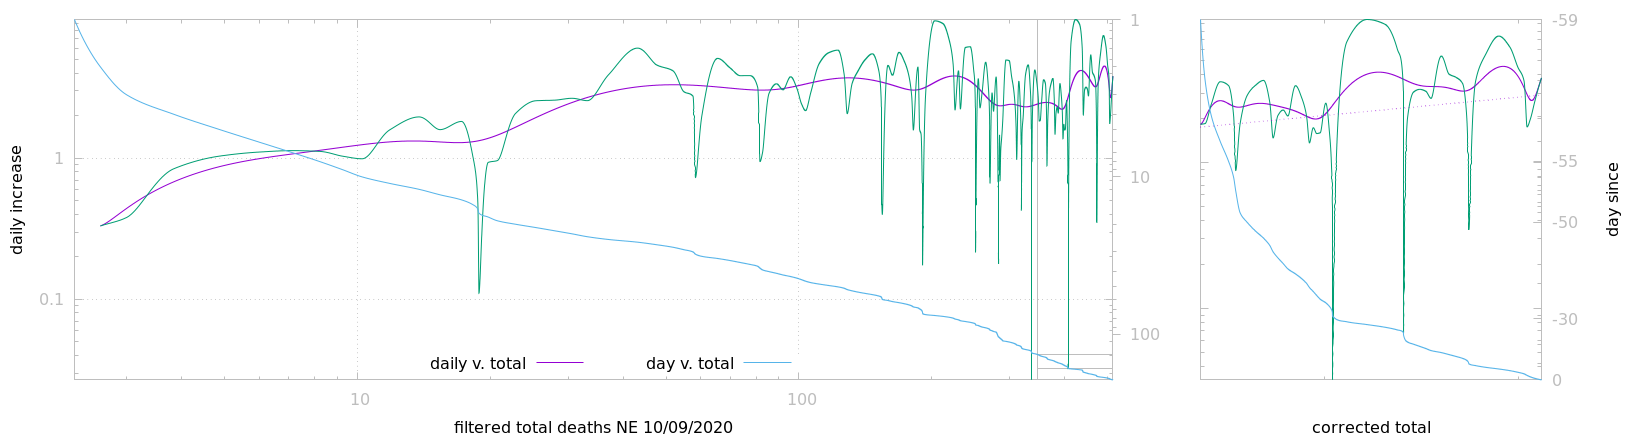 1
-59
1
10
-55
-50
daily increase
day since
0.1
100
-30
daily v. total
day v. total
0
10
100
filtered total deaths NE 10/09/2020
corrected total